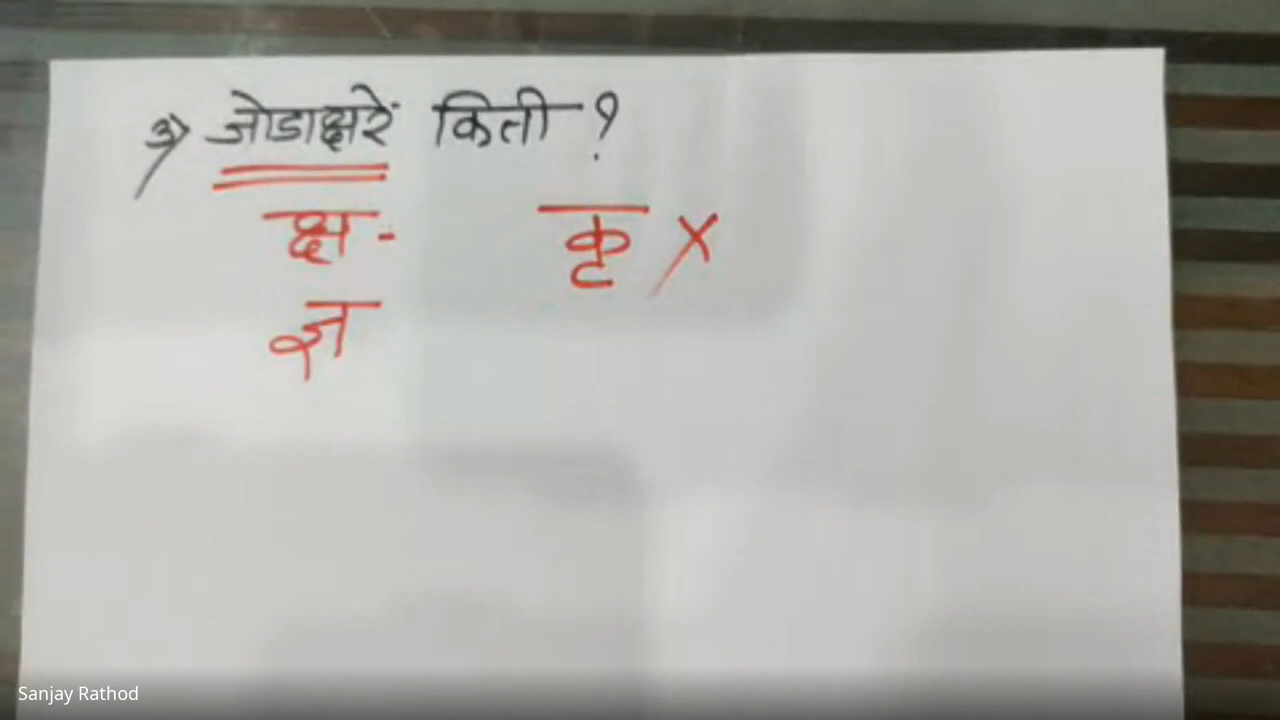 ३) जोडाक्षरें किती ?
क्ष - कृ X
ज्ञ
Sanjay Rathod